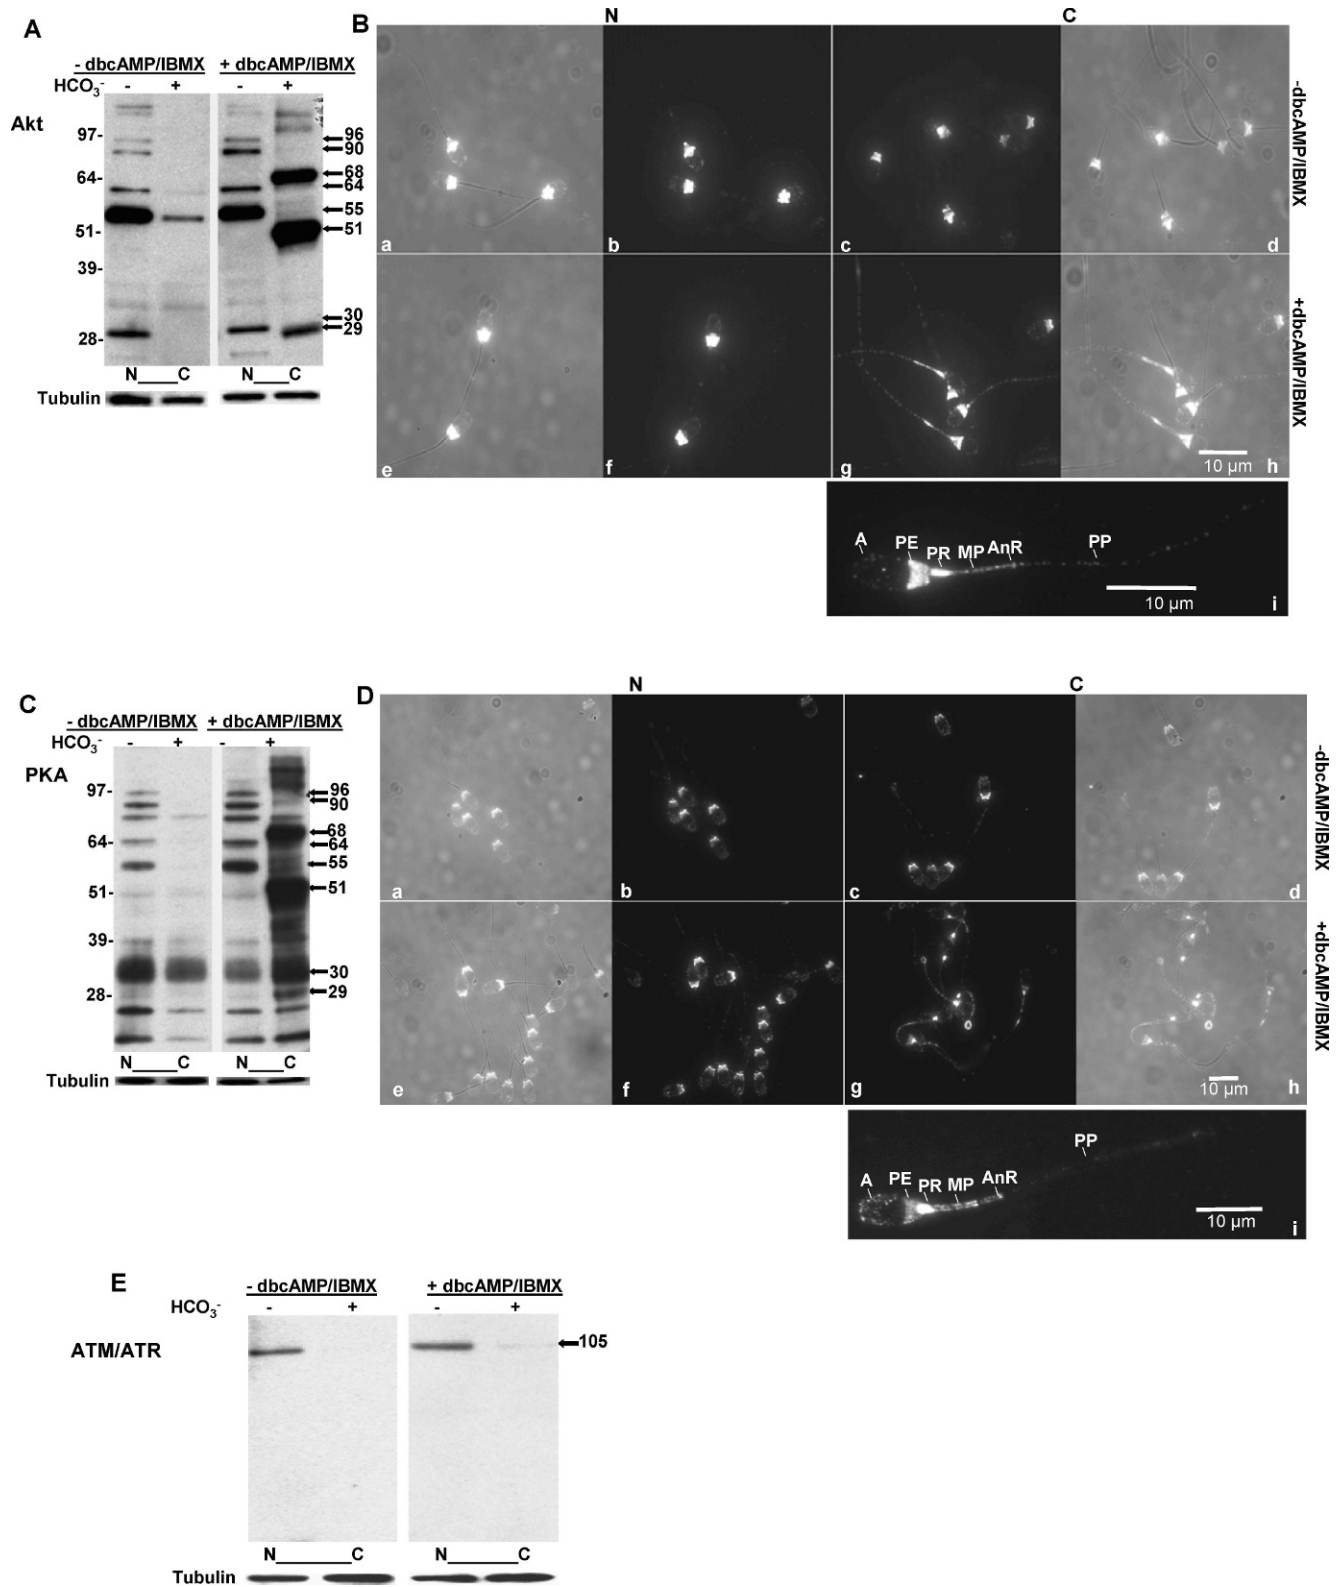 A
- dbcAMP/IBMX + dbcAMP/IBMX
HCO3- - + - +
Akt
97-
64-
51-
39-
28-
96
90
68
64
55
51
30
29
N C N C
Tubulin
B
N C
a b c d
-dbcAMP/IBMX
e f g h
10 µm
+dbcAMP/IBMX
A PE PR MP AnR PP
10 µm
i
C
- dbcAMP/IBMX + dbcAMP/IBMX
HCO3- - + - +
PKA
97-
64-
51-
39-
28-
96
90
68
64
55
51
30
29
N C N C
Tubulin
D
N C
a b c d
-dbcAMP/IBMX
e f g h
10 µm
+dbcAMP/IBMX
A PE PR MP AnR PP
10 µm
i
E
- dbcAMP/IBMX + dbcAMP/IBMX
HCO3- - + - +
ATM/ATR
105
N C N C
Tubulin